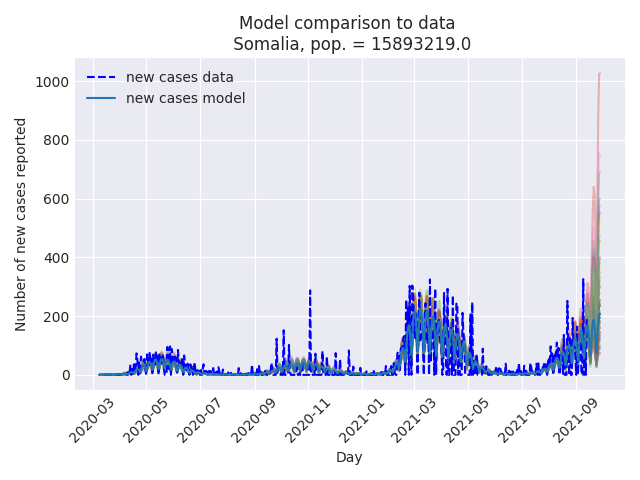 Model comparison to data
Somalia, pop. = 15893219.0
new cases data
new cases model
Number of new cases reported
1000
800
600
400
200
0
2020-03
2020-05
2020-07
2020-09
2020-11
2021-01
2021-03
2021-05
2021-07
2021-09
Day